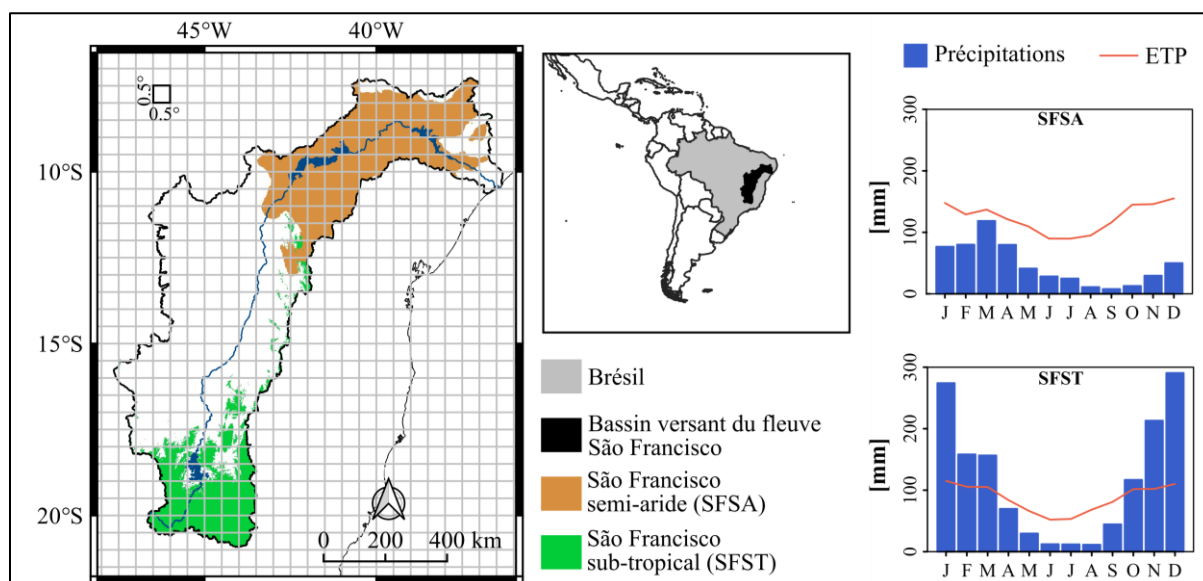 45°W 40°W
0.5°
0.5°
10°S
15°S
20°S
0 200 400 km
Brésil
Bassin versant du fleuve
São Francisco
São Francisco
semi-aride (SFSA)
São Francisco
sub-tropical (SFST)
Précipitations ETP
SFSA
[mm]
300
200
100
0
J F M A M J J A S O N D
SFST
[mm]
300
200
100
0
J F M A M J J A S O N D